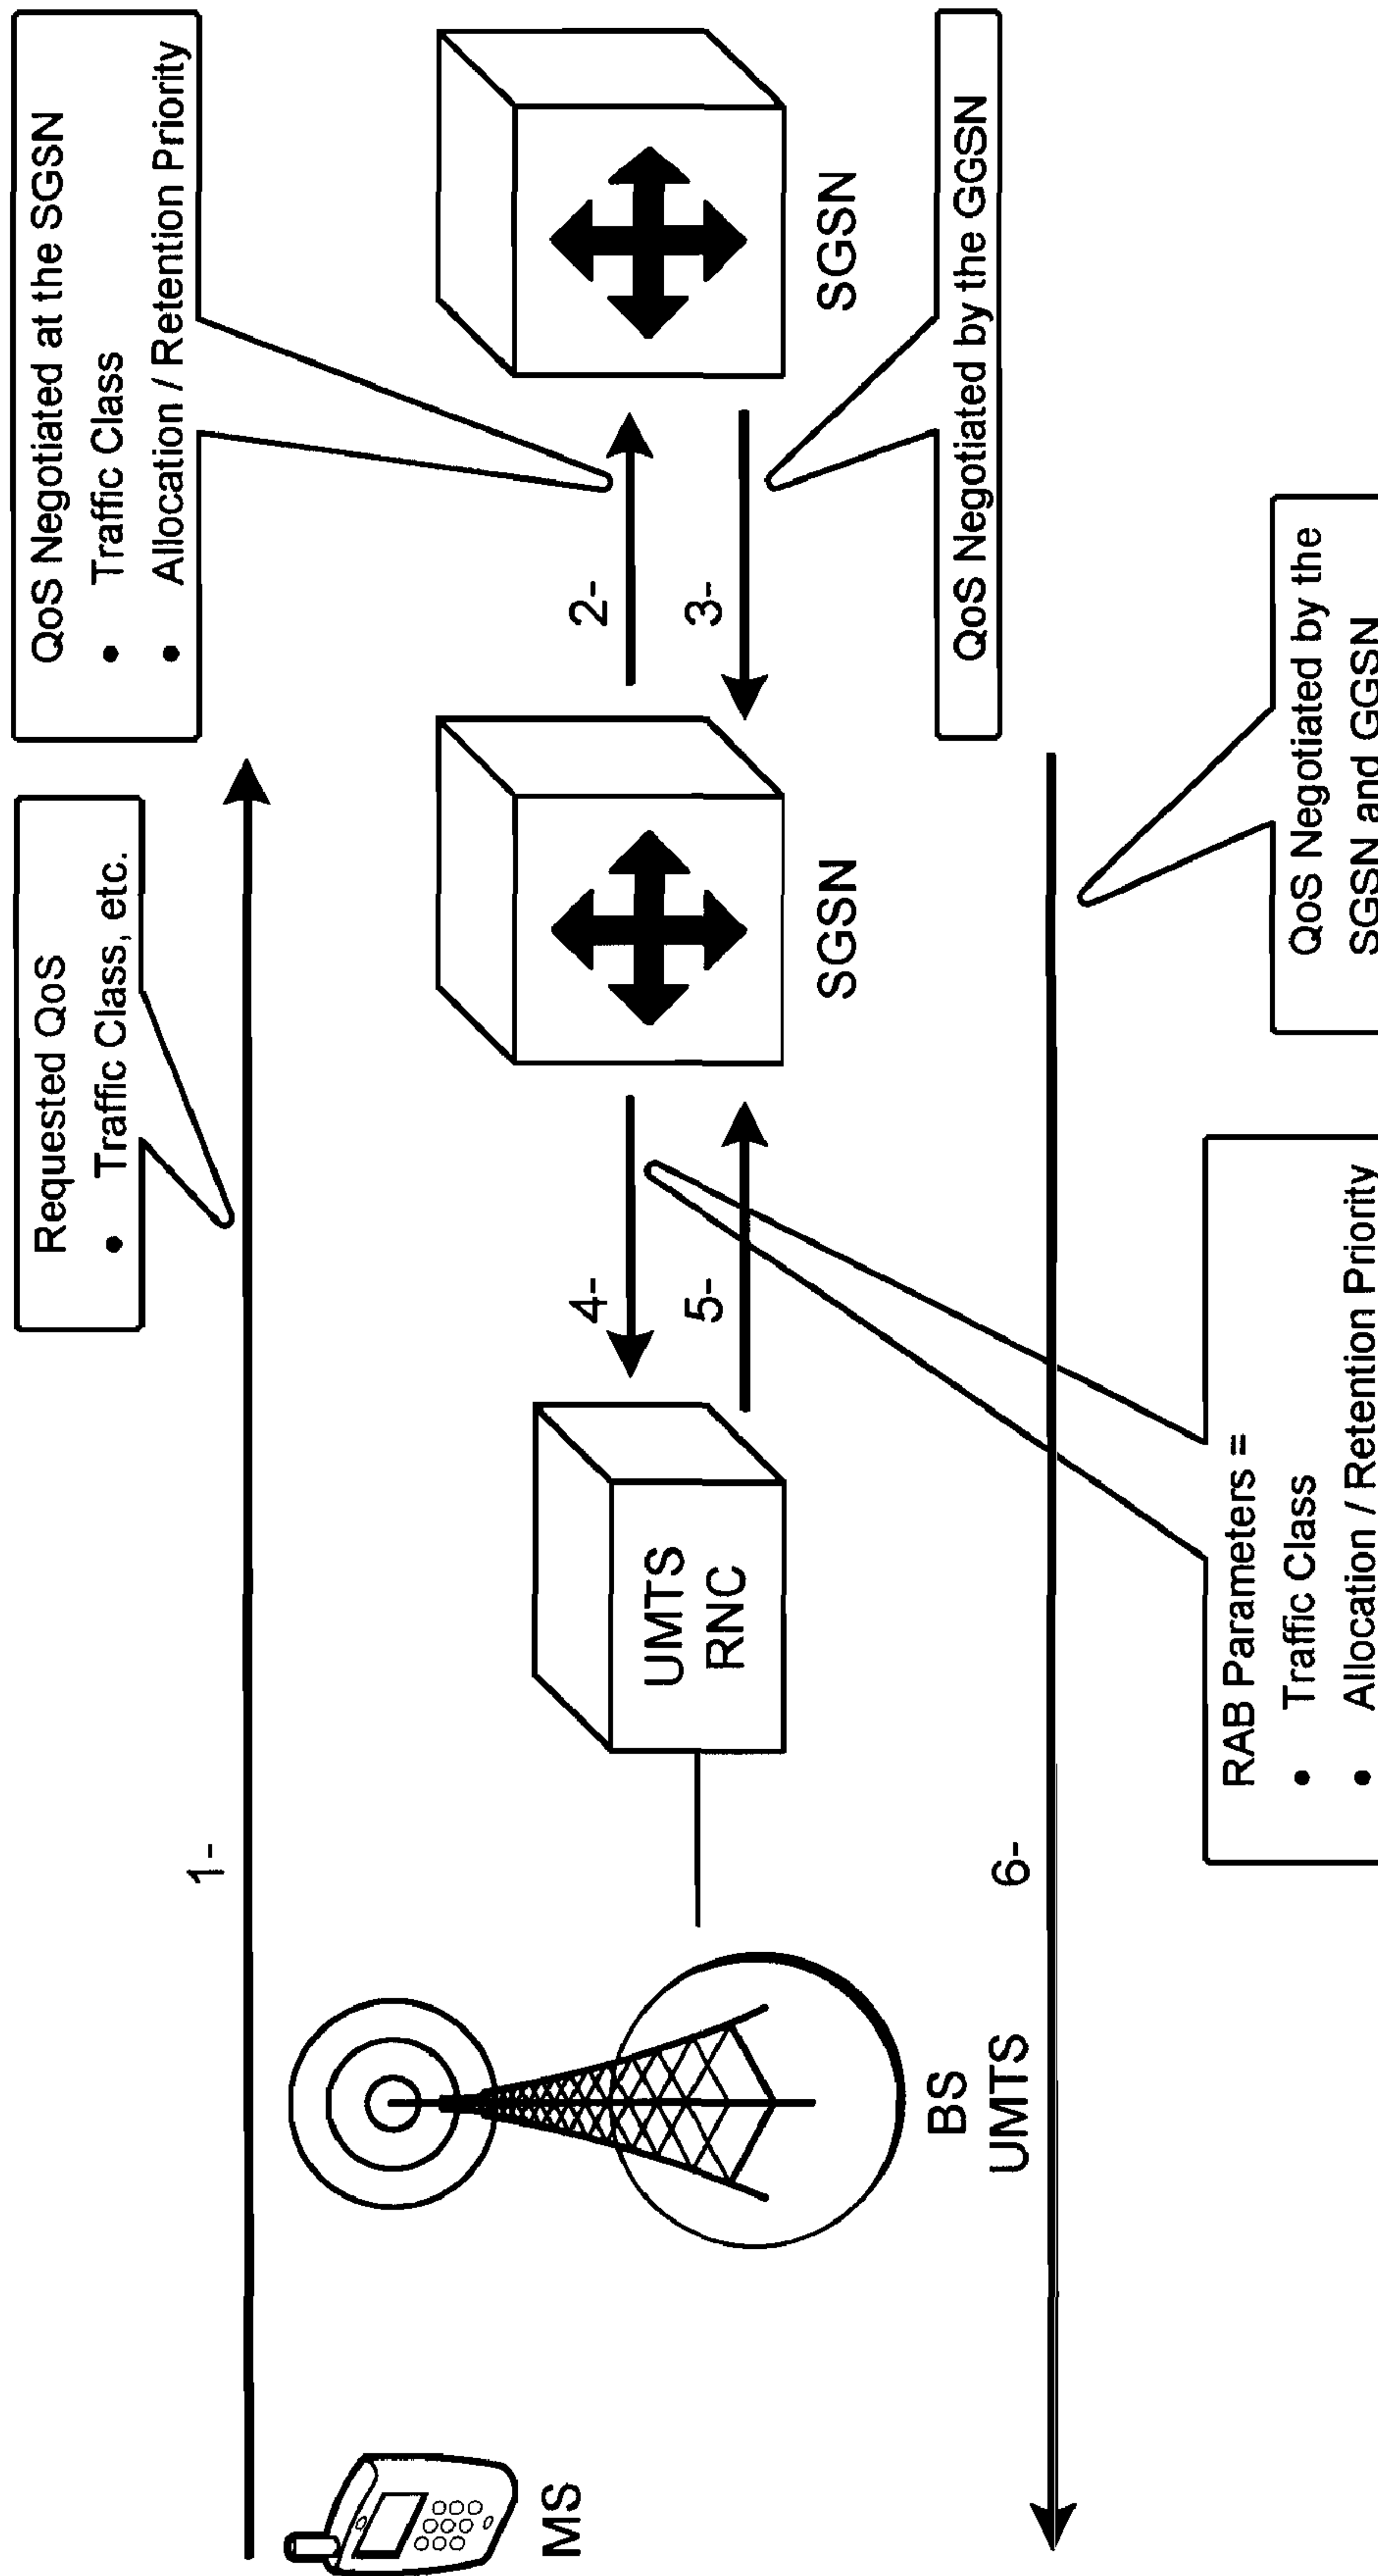 Requested QoS
• Traffic Class, etc.
QoS Negotiated at the SGSN
• Traffic Class
• Allocation / Retention Priority
1-
MS
BS
UMTS
UMTS
RNC
4-
5-
SGSN
2-
3-
SGSN
QoS Negotiated by the GGSN
6-
RAB Parameters =
• Traffic Class
• Allocation / Retention Priority
QoS Negotiated by the
SGSN and GGSN